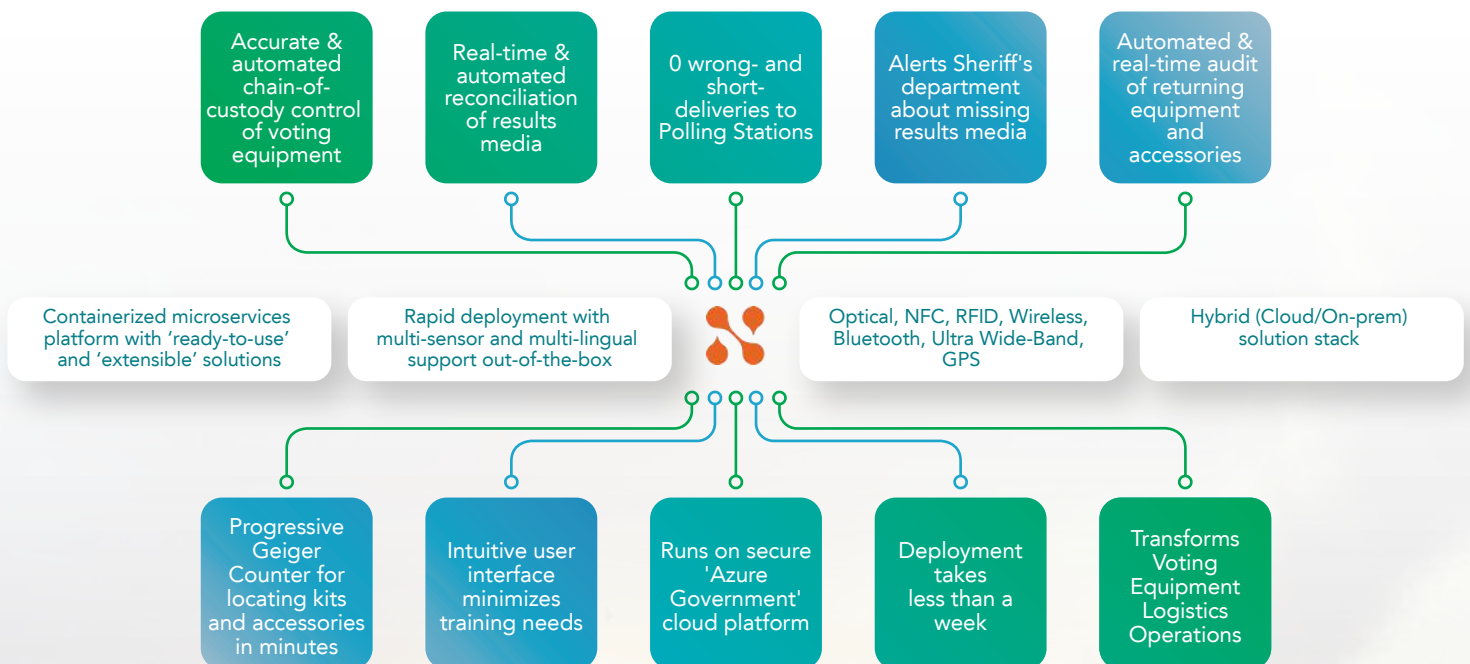 Accurate &
automated
chain-of-
custody control
of voting
equipment
Real-time &
automated
reconciliation
of results
media
0 wrong- and
short-
deliveries to
Polling Stations
Alerts Sheriff's
department
about missing
results media
Automated &
real-time audit
of returning
equipment
and
accessories
Containerized microservices
platform with ‘ready-to-use’
and ‘extensible’ solutions
Rapid deployment with
multi-sensor and multi-lingual
support out-of-the-box
Optical, NFC, RFID, Wireless,
Bluetooth, Ultra Wide-Band,
GPS
Hybrid (Cloud/On-prem)
solution stack
Progressive
Geiger
Counter for
locating kits
and accessories
in minutes
Intuitive user
interface
minimizes
training needs
Runs on secure
'Azure
Government'
cloud platform
Deployment
takes
less than a
week
Transforms
Voting
Equipment
Logistics
Operations